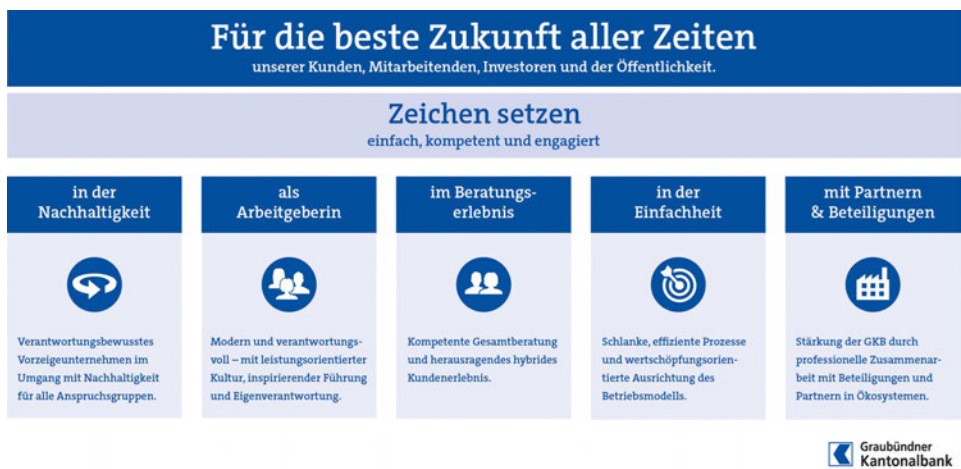 Für die beste Zukunft aller Zeiten
unserer Kunden, Mitarbeitenden, Investoren und der Öffentlichkeit.
Zeichen setzen
einfach, kompetent und engagiert
in der
Nachhaltigkeit
Verantwortungsbewusstes
Vorzeigeunternehmen im
Umgang mit Nachhaltigkeit
für alle Anspruchsgruppen.
als
Arbeitgeberin
Modern und verantwortungs-
voll – mit leistungsorientierter
Kultur, inspirierender Führung
und Eigenverantwortung.
im Beratungs-
erlebnis
Kompetente Gesamtberatung
und herausragendes hybrides
Kundenerlebnis.
in der
Einfachheit
Schlanke, effiziente Prozesse
und wertschöpfungsorien-
tierte Ausrichtung des
Betriebsmodells.
mit Partnern
& Beteiligungen
Stärkung der GKB durch
professionelle Zusammenar-
beit mit Beteiligungen und
Partnern in Ökosystemen.
Graubündner
Kantonalbank